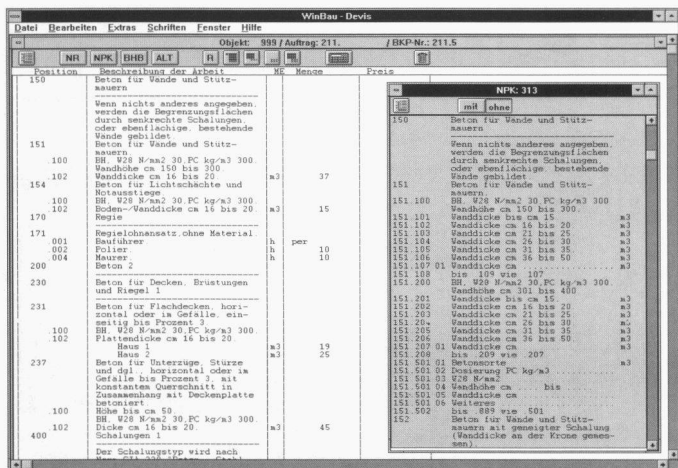 WinBau - Devis
Datei Bearbeiten Extras Schriften Fenster Hilfe
Objekt: 999 / Auftrag: 211. / BKP-Nr.: 211.5
NR NPK BHB ALT R
Position Beschreibung der Arbeit ME Menge Preis
150 Beton für Wände und Stütz-
mauern
Wenn nichts anderes angegeben,
werden die Begrenzungsflächen
durch senkrechte Schalungen,
oder ebenflächige, bestehende
Wände gebildet
151 Beton für Wände und Stütz-
mauern.
.100 BH, W28 N/mm2 30,PC kg/m3 300.
Wandhöhe cm 150 bis 300.
.102 Wanddicke cm 16 bis 20. m3 37
154 Beton für Lichtschächte und
Notausstiege.
.100 BH, W28 N/mm2 30,PC kg/m3 300.
.102 Boden-/Wanddicke cm 16 bis 20. m3 15
170 Regie
171 Regielohnansatz,ohne Material.
001 Bauführer h per
002 Polier. h 10
004 Maurer. h 10
200 Beton 2
230 Beton für Decken, Brüstungen
und Riegel 1
231 Beton für Flachdecken, hori-
zontal oder im Gefälle, ein-
seitig bis Prozent 3.
.100 BH, W28 N/mm2 30,PC kg/m3 300.
.102 Plattendicke cm 16 bis 20.
Haus 1 m3 19
Haus 2 m3 25
237 Beton für Unterzüge, Stürze
und dgl., horizontal oder im
Gefälle bis Prozent 3, mit
konstantem Querschnitt in
Zusammenhang mit Deckenplatte
betoniert
.100 Höhe bis cm 50.
BH, W28 N/mm2 30,PC kg/m3 300.
.102 Dicke cm 16 bis 20. m3 45
400 Schalungen 1
Der Schalungstyp wird nach
NPK: 313
mit ohne
150 Beton für Wände und Stütz-
mauern
Wenn nichts anderes angegeben,
werden die Begrenzungsflächen
durch senkrechte Schalungen,
oder ebenflächige, bestehende
Wände gebildet
151 Beton für Wände und Stütz-
mauern.
151.100 BH, W28 N/mm2 30,PC kg/m3 300
Wandhöhe cm 150 bis 300.
151.101 Wanddicke bis cm 15. m3
151.102 Wanddicke cm 16 bis 20 m3
151.103 Wanddicke cm 21 bis 25 m3
151.104 Wanddicke cm 26 bis 30 m3
151.105 Wanddicke cm 31 bis 35. m3
151.106 Wanddicke cm 36 bis 50 m3
151.107 01 Wanddicke cm ............ m3
151.108 bis .109 wie .107
151.200 BH, W28 N/mm2 30,PC kg/m3 300.
Wandhöhe cm 301 bis 400
151.201 Wanddicke bis cm 15. m3
151.202 Wanddicke cm 16 bis 20 m3
151.203 Wanddicke cm 21 bis 25 m3
Wanddicke cm 26 bis 30
151.205 Wanddicke cm 31 bis 35 m3
151.206 Wanddicke cm 36 bis 50 m3
151.207 01 Wanddicke cm ............ m3
151.208 bis .209 wie .207
151.501 01 Betonsorte ............ m3
151.501 02 Dosierung PC kg/m3 ......
151.501 03 W28 N/mm2 ......
151.501 04 Wandhöhe cm ..... bis .....
151.501 05 Wanddicke cm ......
151.501 06 Weiteres ......
151.502 bis .889 wie .501
152 Beton für Wände und Stütz-
mauern mit geneigter Schalung
(Wanddicke an der Krone gemes-
sen).